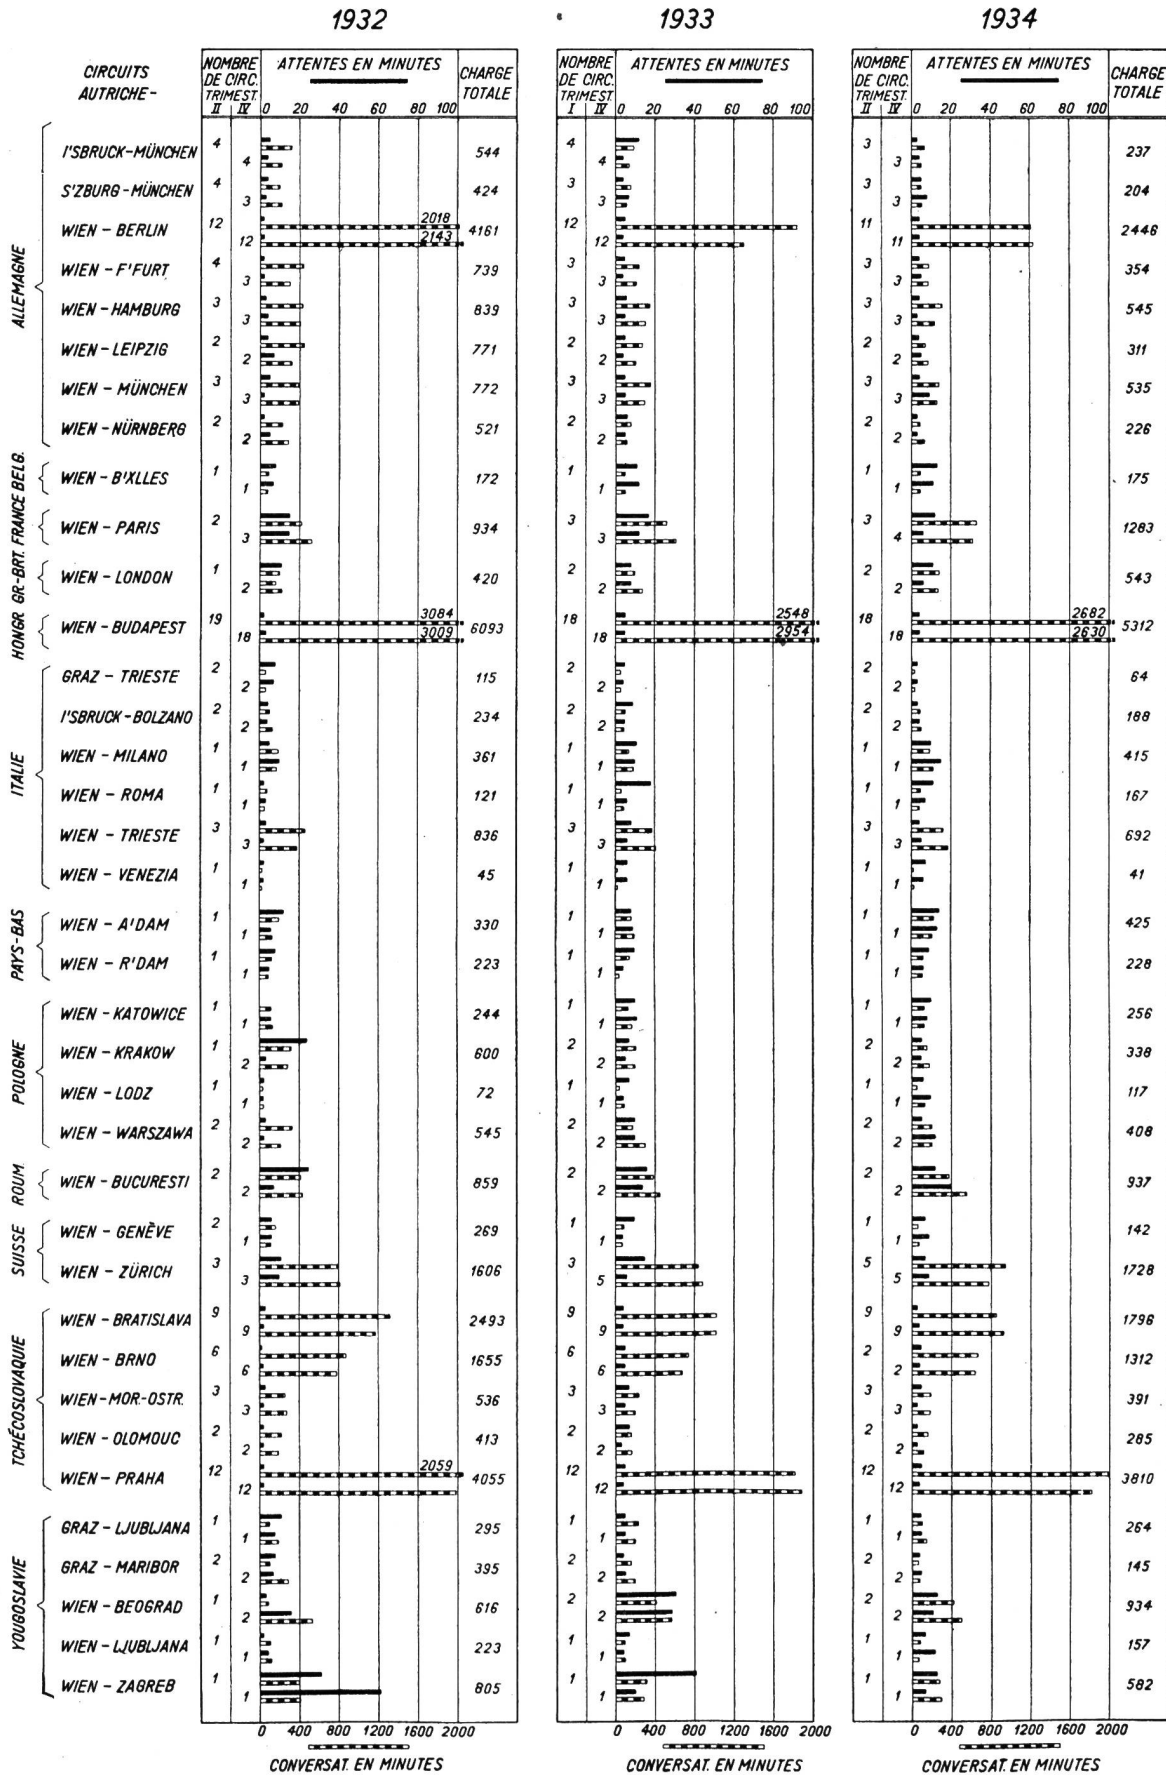 1932 1933 1934
CIRCUITS AUTRICHE-
NOMBRE DE CIRC. TRIMEST. II IV
ATTENTES EN MINUTES
0 20 40 60 80 100
CHARGE TOTALE
NOMBRE DE CIRC. TRIMEST. I IV
ATTENTES EN MINUTES
0 20 40 60 80 100
NOMBRE DE CIRC. TRIMEST. II IV
ATTENTES EN MINUTES
0 20 40 60 80 100
CHARGE TOTALE
ALLEMAGNE
I'SBRUCK-MÜNCHEN 4 4 544 4 4 3 3 237
S'ZBURG-MÜNCHEN 4 3 424 3 3 3 3 204
WIEN - BERLIN 12 12 2018 2143 4161 12 12 11 11 2446
WIEN - F'FURT 4 3 739 3 3 3 3 354
WIEN - HAMBURG 3 3 839 3 3 3 3 545
WIEN - LEIPZIG 2 2 771 2 2 2 2 311
WIEN - MÜNCHEN 3 3 772 3 3 3 3 535
WIEN - NÜRNBERG 2 2 521 2 2 2 2 226
BELG.
WIEN - B'XLLES 1 1 172 1 1 1 1 175
FRANCE
WIEN - PARIS 2 3 934 3 3 3 4 1283
GR-BRT.
WIEN - LONDON 1 2 420 2 2 2 2 543
HONGR
WIEN - BUDAPEST 19 18 3084 3009 6093 18 18 2548 2954 18 18 2682 2630 5312
ITALIE
GRAZ - TRIESTE 2 2 115 2 2 2 2 64
I'SBRUCK-BOLZANO 2 2 234 2 2 2 2 188
WIEN - MILANO 1 1 361 1 1 1 1 415
WIEN - ROMA 1 1 121 1 1 1 1 167
WIEN - TRIESTE 3 3 836 3 3 3 3 692
WIEN - VENEZIA 1 1 45 1 1 1 1 41
PAYS-BAS
WIEN - A'DAM 1 1 330 1 1 1 1 425
WIEN - R'DAM 1 1 223 1 1 1 1 228
POLOGNE
WIEN - KATOWICE 1 1 244 1 1 1 1 256
WIEN - KRAKOW 1 2 600 2 2 2 2 338
WIEN - LODZ 1 1 72 1 1 1 1 117
WIEN - WARSZAWA 2 2 545 2 2 2 2 408
ROUM.
WIEN - BUCURESTI 2 2 859 2 2 2 2 937
SUISSE
WIEN - GENÈVE 2 1 269 1 1 1 1 142
WIEN - ZÜRICH 3 3 1606 3 5 5 5 1728
TCHÉCOSLOVAQUIE
WIEN - BRATISLAVA 9 9 2493 9 9 9 9 1796
WIEN - BRNO 6 6 1655 6 6 2 2 1312
WIEN-MOR.-OSTR. 3 3 536 3 3 3 3 391
WIEN - OLOMOUC 2 2 413 2 2 2 2 285
WIEN - PRAHA 12 12 2059 4055 12 12 12 12 3810
YOUGOSLAVIE
GRAZ - LJUBLJANA 1 1 295 1 1 1 1 264
GRAZ - MARIBOR 2 2 395 2 2 2 2 145
WIEN - BEOGRAD 1 2 616 2 2 2 2 934
WIEN - LJUBLJANA 1 1 223 1 1 1 1 157
WIEN - ZAGREB 1 1 805 1 1 1 1 582
0 400 1200 2000
CONVERSAT. EN MINUTES
0 400 1200 2000
CONVERSAT. EN MINUTES
0 400 1200 2000
CONVERSAT. EN MINUTES